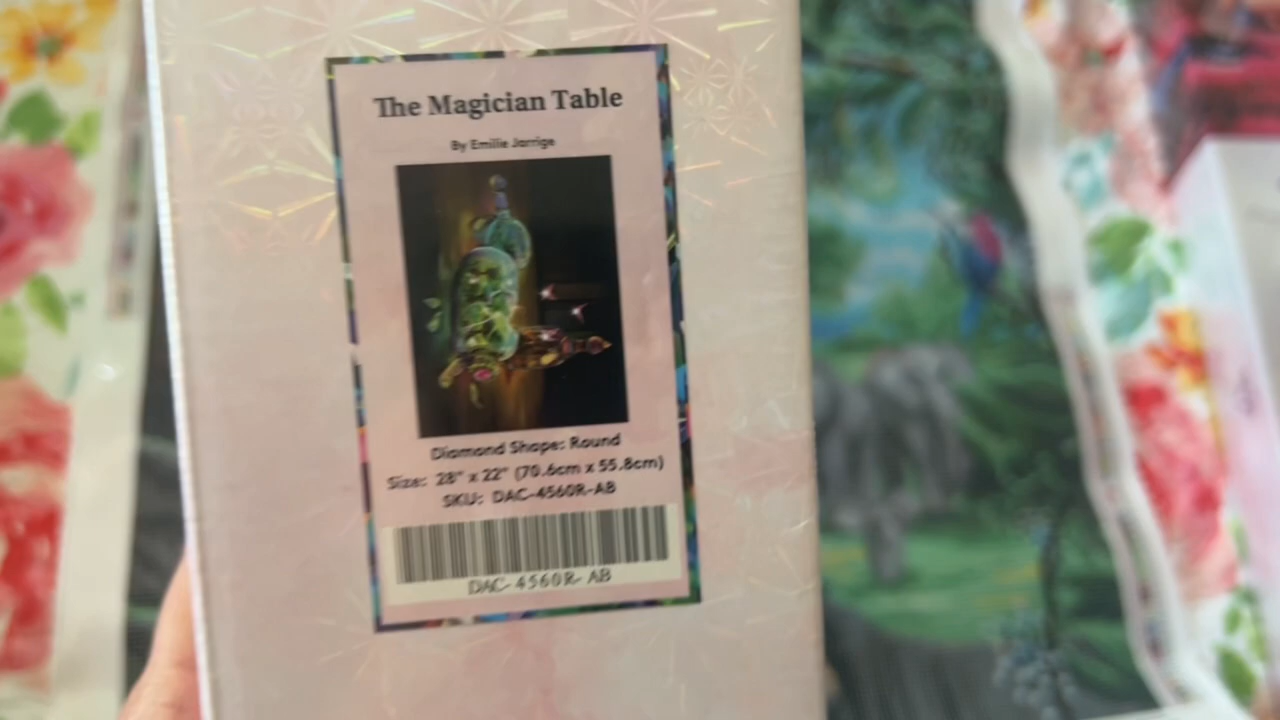 The Magician Table
By Emilie Jarrige
Diamond Shape: Round
Size: 28" x 22" (70.6cm x 55.8cm)
SKU: DAC-4560R-AB
DAC-4560R-AB